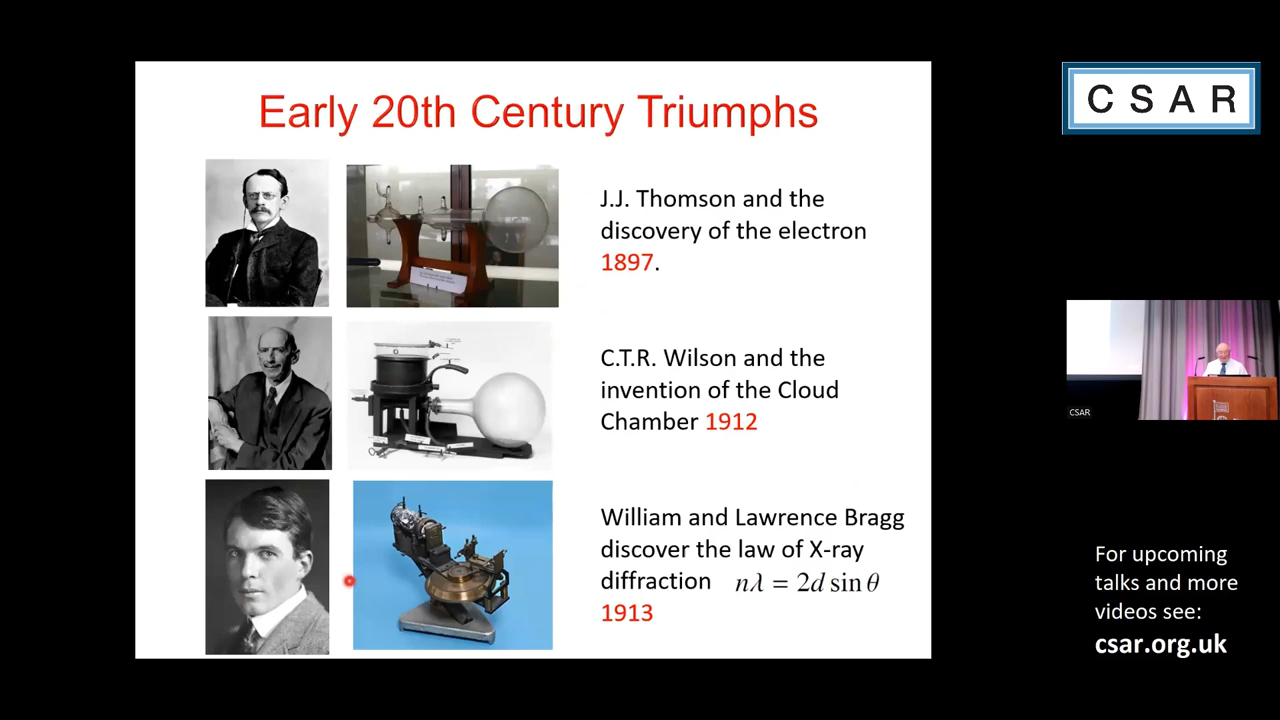 Early 20th Century Triumphs
J.J. Thomson and the
discovery of the electron
1897.
C.T.R. Wilson and the
invention of the Cloud
Chamber 1912
William and Lawrence Bragg
discover the law of X-ray
diffraction nλ = 2d sin θ
1913
CSAR
CSAR
For upcoming
talks and more
videos see:
csar.org.uk